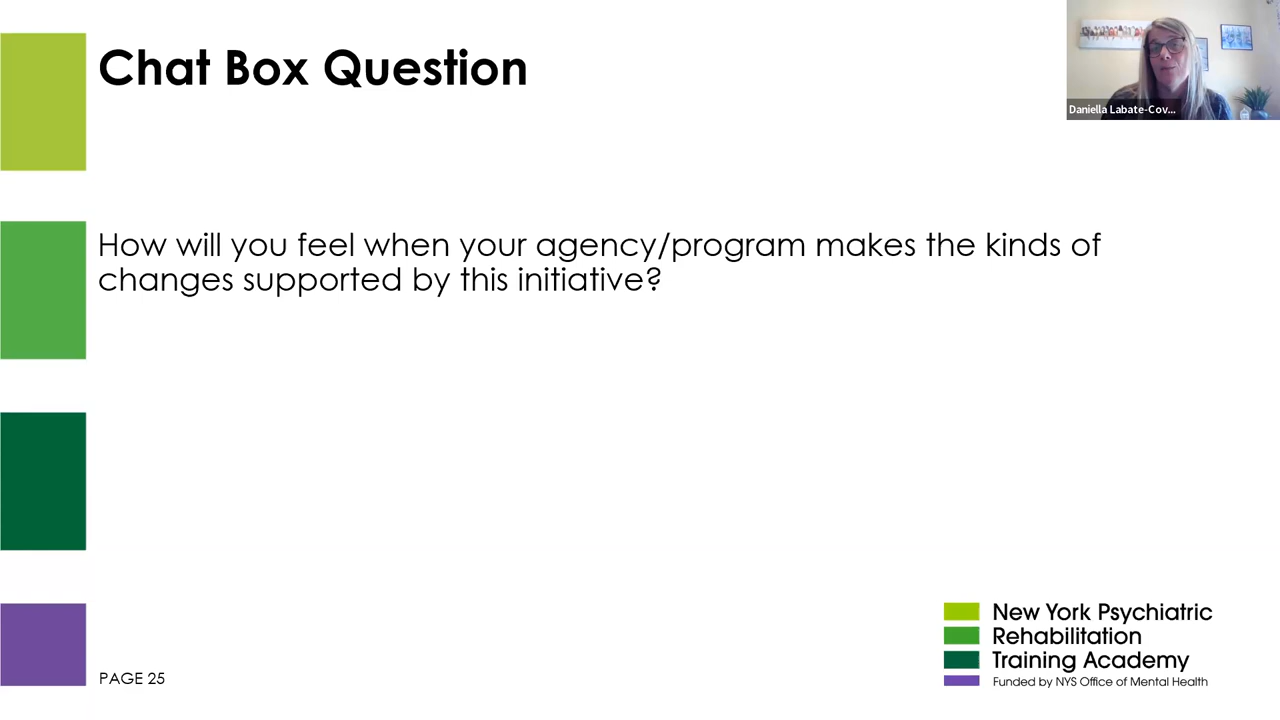 Chat Box Question
Daniella Labate-Cov...
How will you feel when your agency/program makes the kinds of
changes supported by this initiative?
New York Psychiatric
Rehabilitation
Training Academy
Funded by NYS Office of Mental Health
PAGE 25